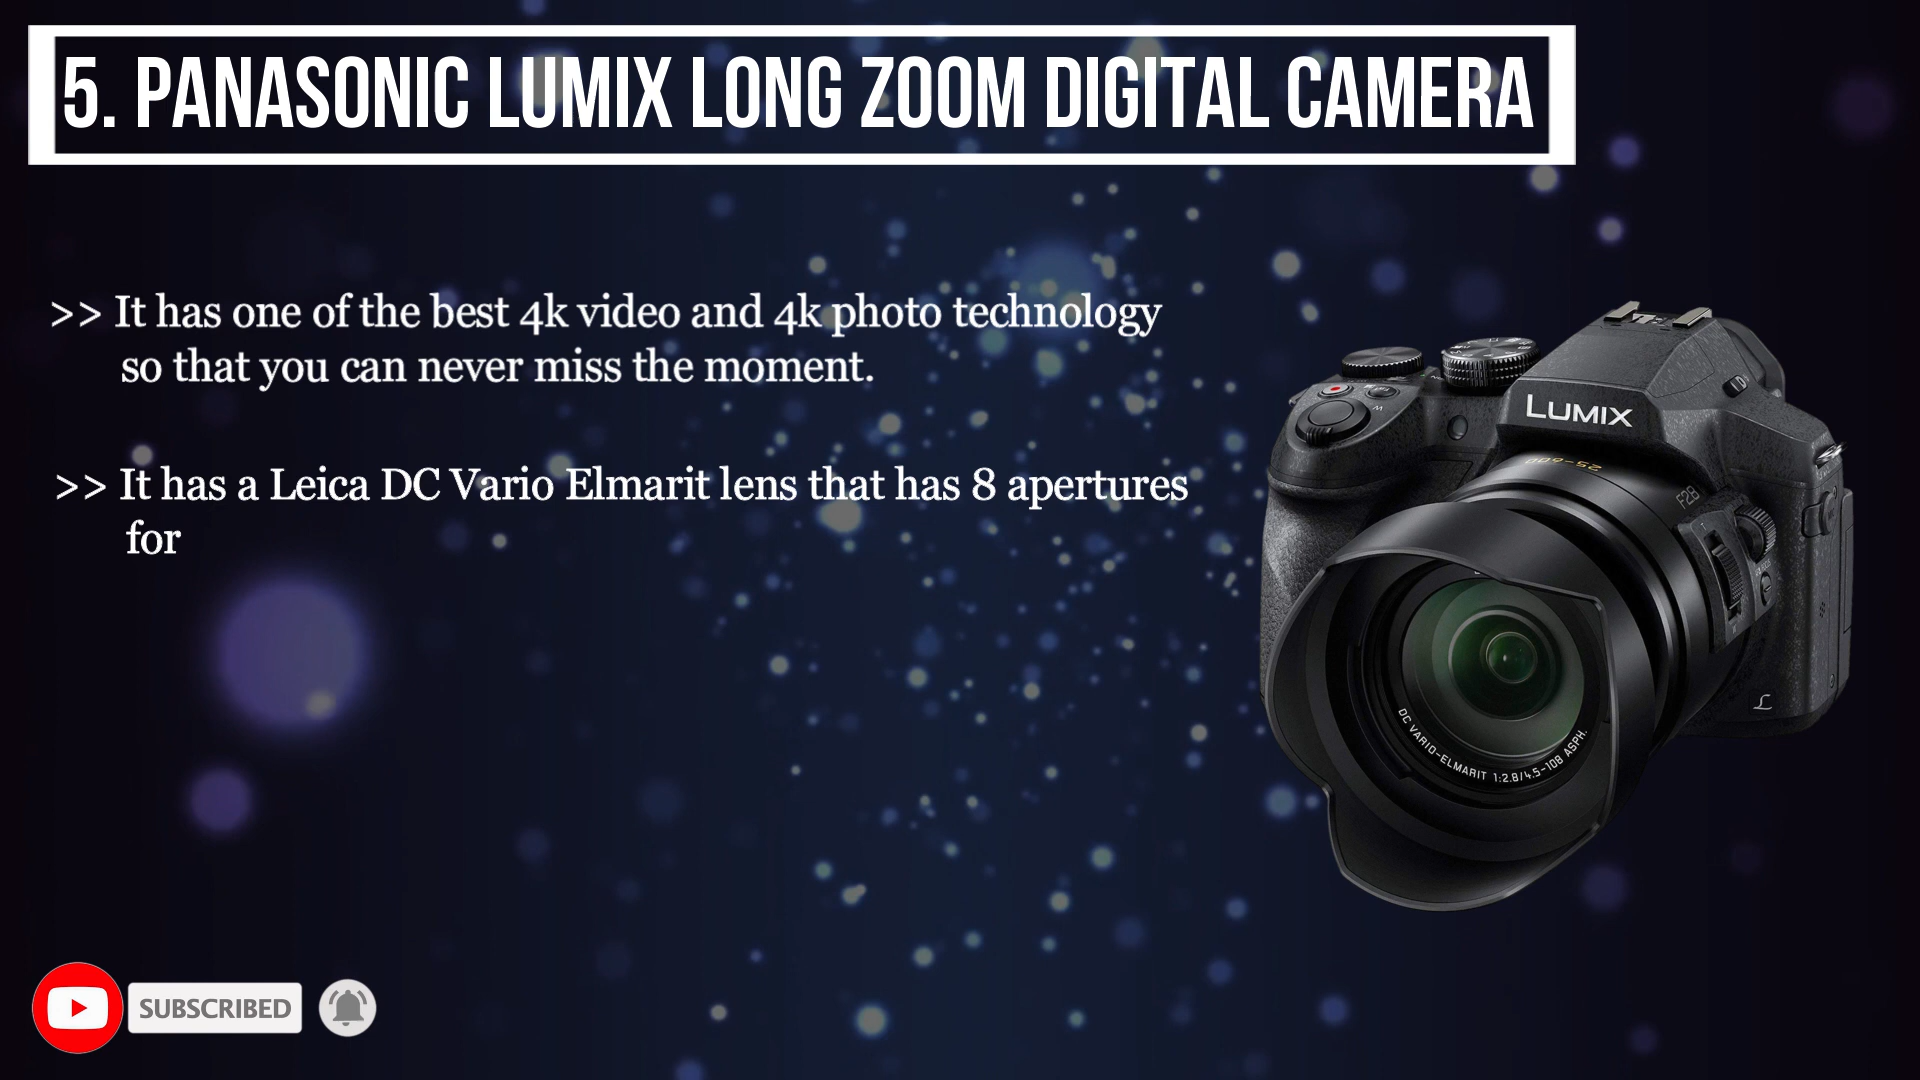 5. PANASONIC LUMIX LONG ZOOM DIGITAL CAMERA
>> It has one of the best 4k video and 4k photo technology
so that you can never miss the moment.
>> It has a Leica DC Vario Elmarit lens that has 8 apertures
for
LUMIX
25-600
F2.8
DC VARIO-ELMARIT 1:2.8/4.5-108 ASPH.
SUBSCRIBED